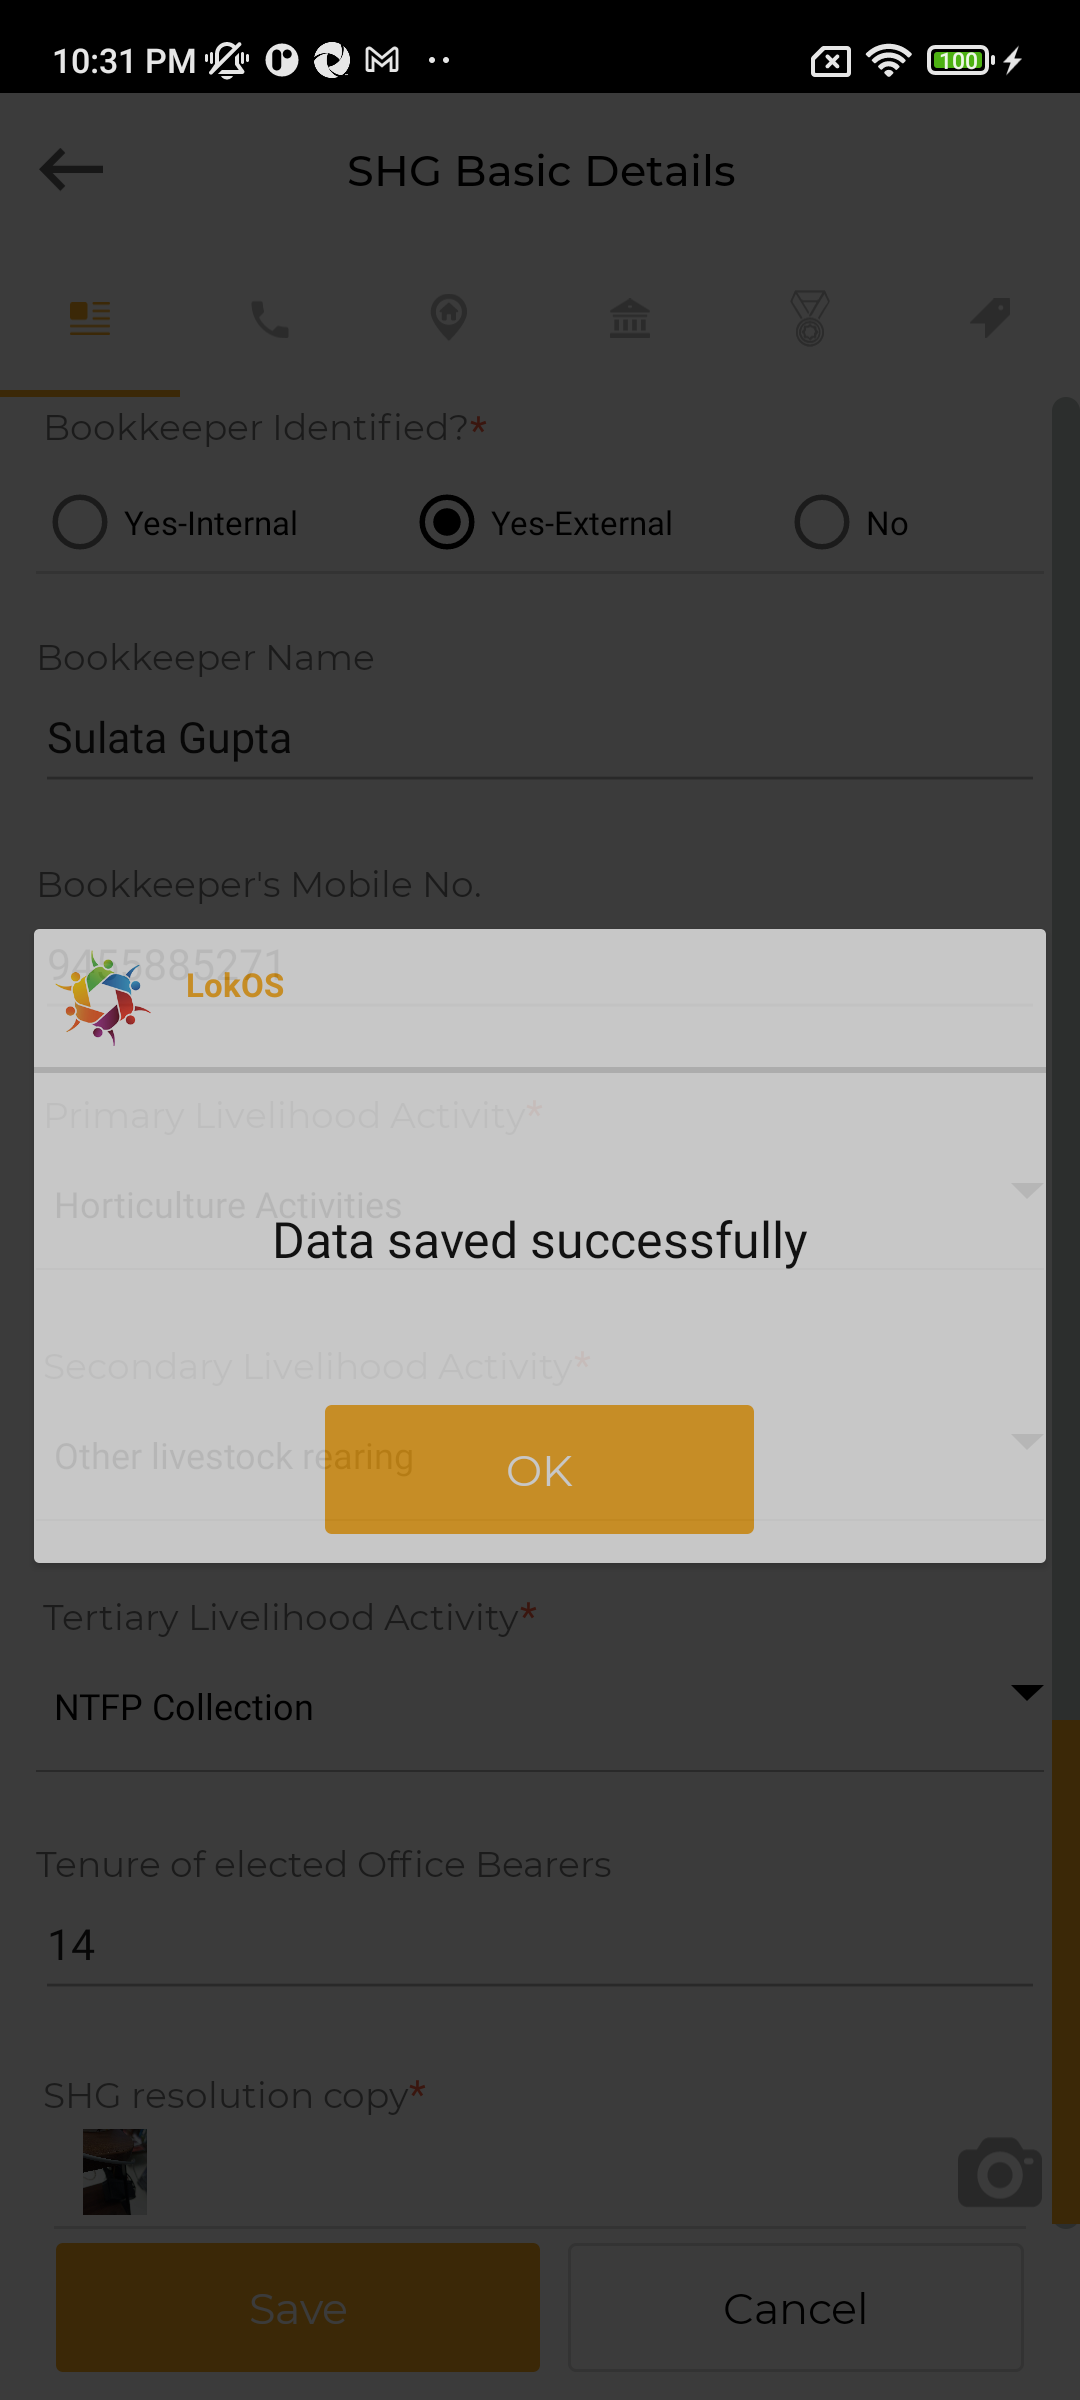 10:31 PM
100
SHG Basic Details
Bookkeeper Identified?*
Yes-Internal
Yes-External
No
Bookkeeper Name
Sulata Gupta
Bookkeeper's Mobile No.
9455885271
LokOS
Primary Livelihood Activity*
Horticulture Activities
Data saved successfully
Secondary Livelihood Activity*
Other livestock rearing
OK
Tertiary Livelihood Activity*
NTFP Collection
Tenure of elected Office Bearers
14
SHG resolution copy*
Save
Cancel